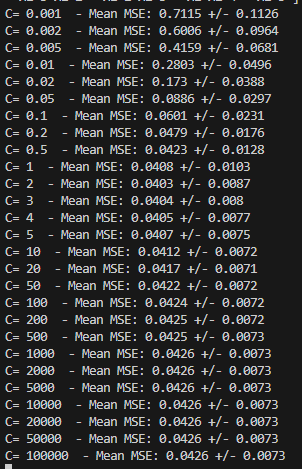 C= 0.001 - Mean MSE: 0.7115 +/- 0.1126
C= 0.002 - Mean MSE: 0.6006 +/- 0.0964
C= 0.005 - Mean MSE: 0.4159 +/- 0.0681
C= 0.01 - Mean MSE: 0.2803 +/- 0.0496
C= 0.02 - Mean MSE: 0.173 +/- 0.0388
C= 0.05 - Mean MSE: 0.0886 +/- 0.0297
C= 0.1 - Mean MSE: 0.0601 +/- 0.0231
C= 0.2 - Mean MSE: 0.0479 +/- 0.0176
C= 0.5 - Mean MSE: 0.0423 +/- 0.0128
C= 1 - Mean MSE: 0.0408 +/- 0.0103
C= 2 - Mean MSE: 0.0403 +/- 0.0087
C= 3 - Mean MSE: 0.0404 +/- 0.008
C= 4 - Mean MSE: 0.0405 +/- 0.0077
C= 5 - Mean MSE: 0.0407 +/- 0.0075
C= 10 - Mean MSE: 0.0412 +/- 0.0072
C= 20 - Mean MSE: 0.0417 +/- 0.0071
C= 50 - Mean MSE: 0.0422 +/- 0.0072
C= 100 - Mean MSE: 0.0424 +/- 0.0072
C= 200 - Mean MSE: 0.0425 +/- 0.0072
C= 500 - Mean MSE: 0.0425 +/- 0.0073
C= 1000 - Mean MSE: 0.0426 +/- 0.0073
C= 2000 - Mean MSE: 0.0426 +/- 0.0073
C= 5000 - Mean MSE: 0.0426 +/- 0.0073
C= 10000 - Mean MSE: 0.0426 +/- 0.0073
C= 20000 - Mean MSE: 0.0426 +/- 0.0073
C= 50000 - Mean MSE: 0.0426 +/- 0.0073
C= 100000 - Mean MSE: 0.0426 +/- 0.0073